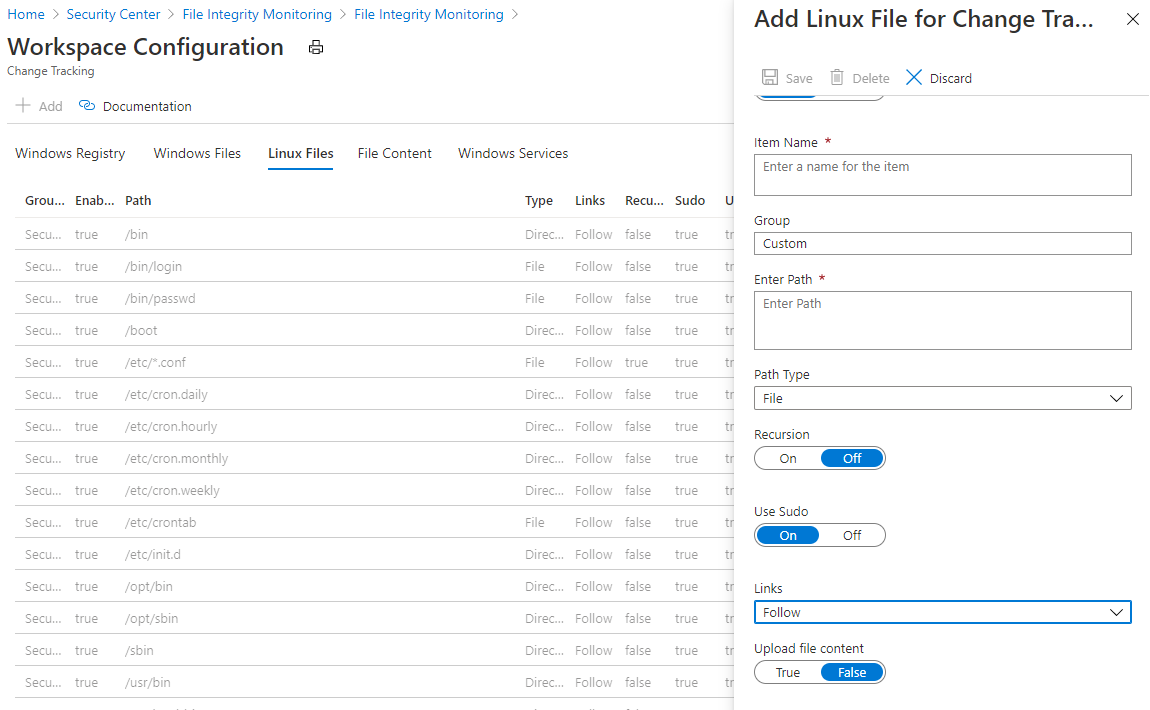 Home > Security Center > File Integrity Monitoring > File Integrity Monitoring >
Workspace Configuration
Change Tracking
Add Documentation
Windows Registry Windows Files Linux Files File Content Windows Services
Grou... Enab... Path Type Links Recu... Sudo U
Secu... true /bin Direc... Follow false true tr
Secu... true /bin/login File Follow false true tr
Secu... true /bin/passwd File Follow false true tr
Secu... true /boot Direc... Follow false true tr
Secu... true /etc/*.conf File Follow true true tr
Secu... true /etc/cron.daily Direc... Follow false true tr
Secu... true /etc/cron.hourly Direc... Follow false true tr
Secu... true /etc/cron.monthly Direc... Follow false true tr
Secu... true /etc/cron.weekly Direc... Follow false true tr
Secu... true /etc/crontab File Follow false true tr
Secu... true /etc/init.d Direc... Follow false true tr
Secu... true /opt/bin Direc... Follow false true tr
Secu... true /opt/sbin Direc... Follow false true tr
Secu... true /sbin Direc... Follow false true tr
Secu... true /usr/bin Direc... Follow false true tr
Add Linux File for Change Tra...
Save Delete Discard
Item Name *
Enter a name for the item
Group
Custom
Enter Path *
Enter Path
Path Type
File
Recursion
On Off
Use Sudo
On Off
Links
Follow
Upload file content
True False